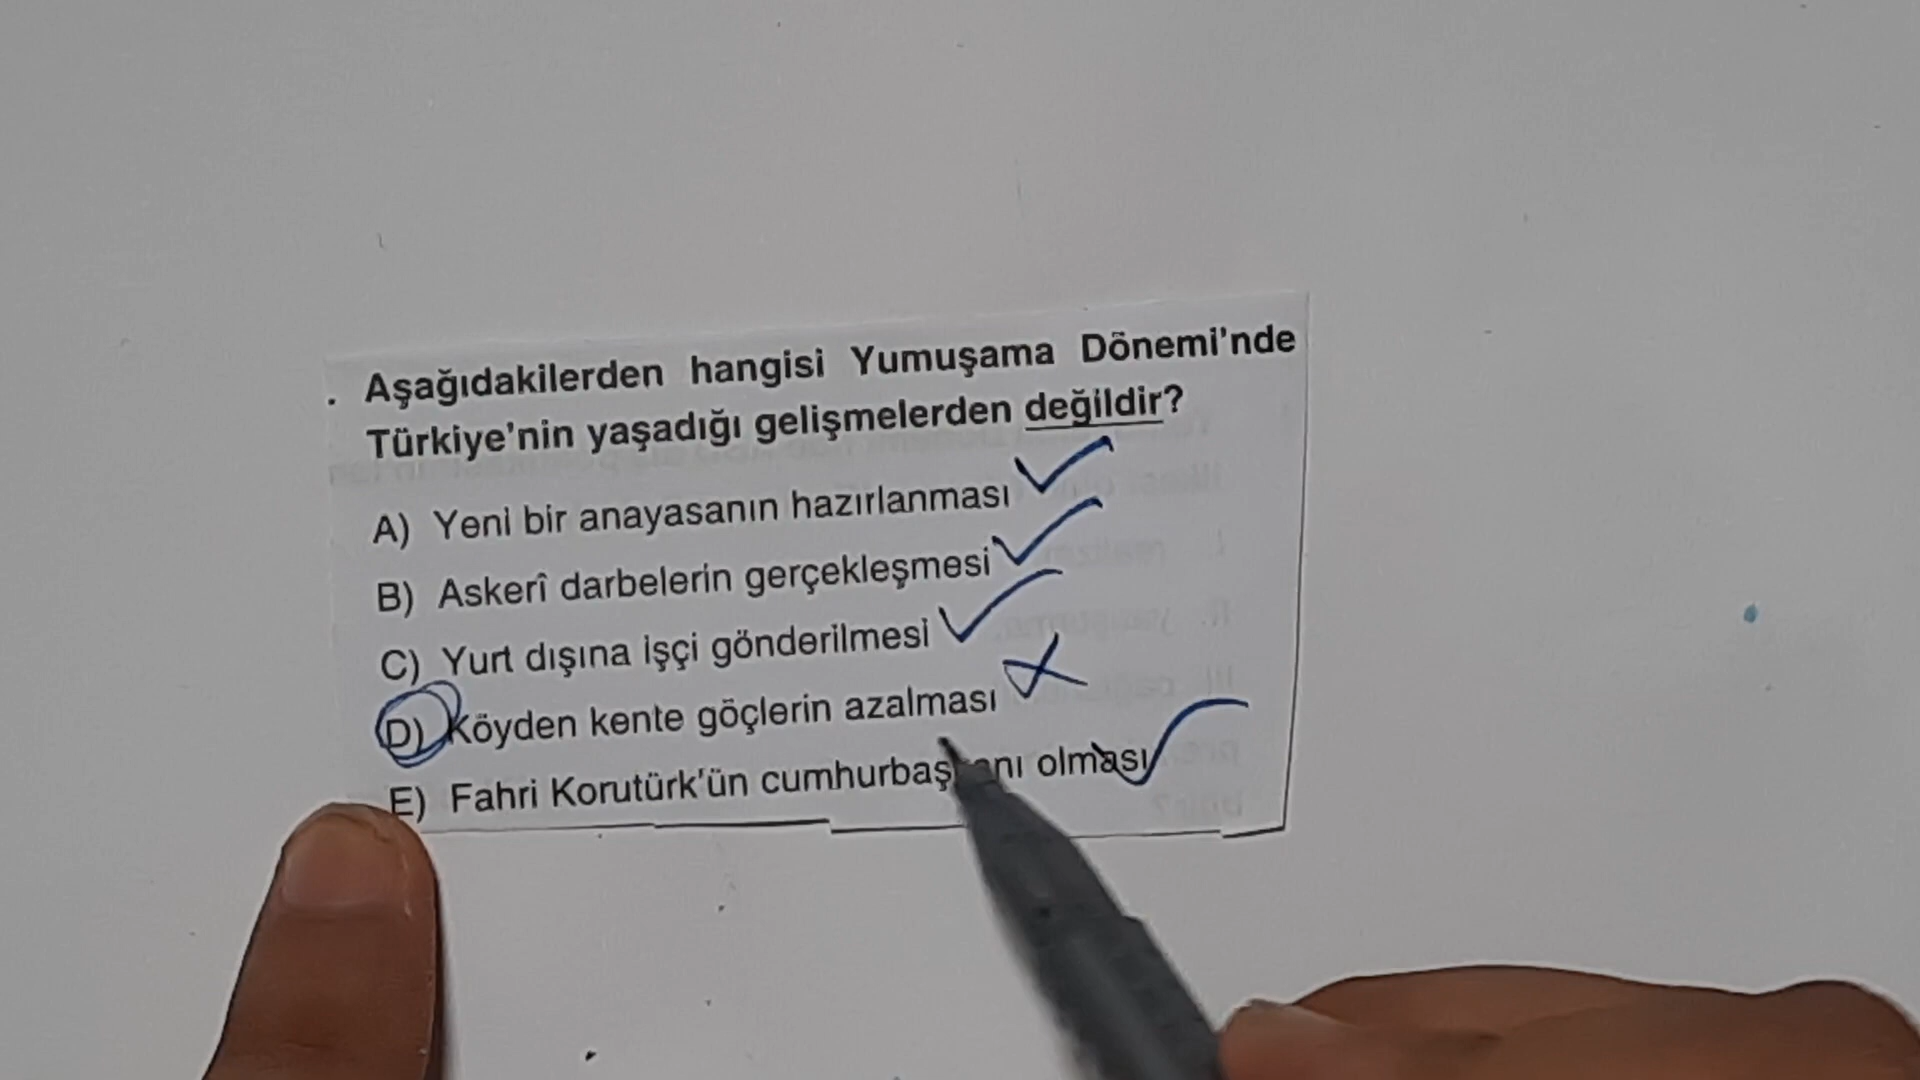 . Aşağıdakilerden hangisi Yumuşama Dönemi'nde
Türkiye'nin yaşadığı gelişmelerden değildir?
A) Yeni bir anayasanın hazırlanması
B) Askerî darbelerin gerçekleşmesi
C) Yurt dışına işçi gönderilmesi
D) Köyden kente göçlerin azalması
E) Fahri Korutürk'ün cumhurbaşkanı olması